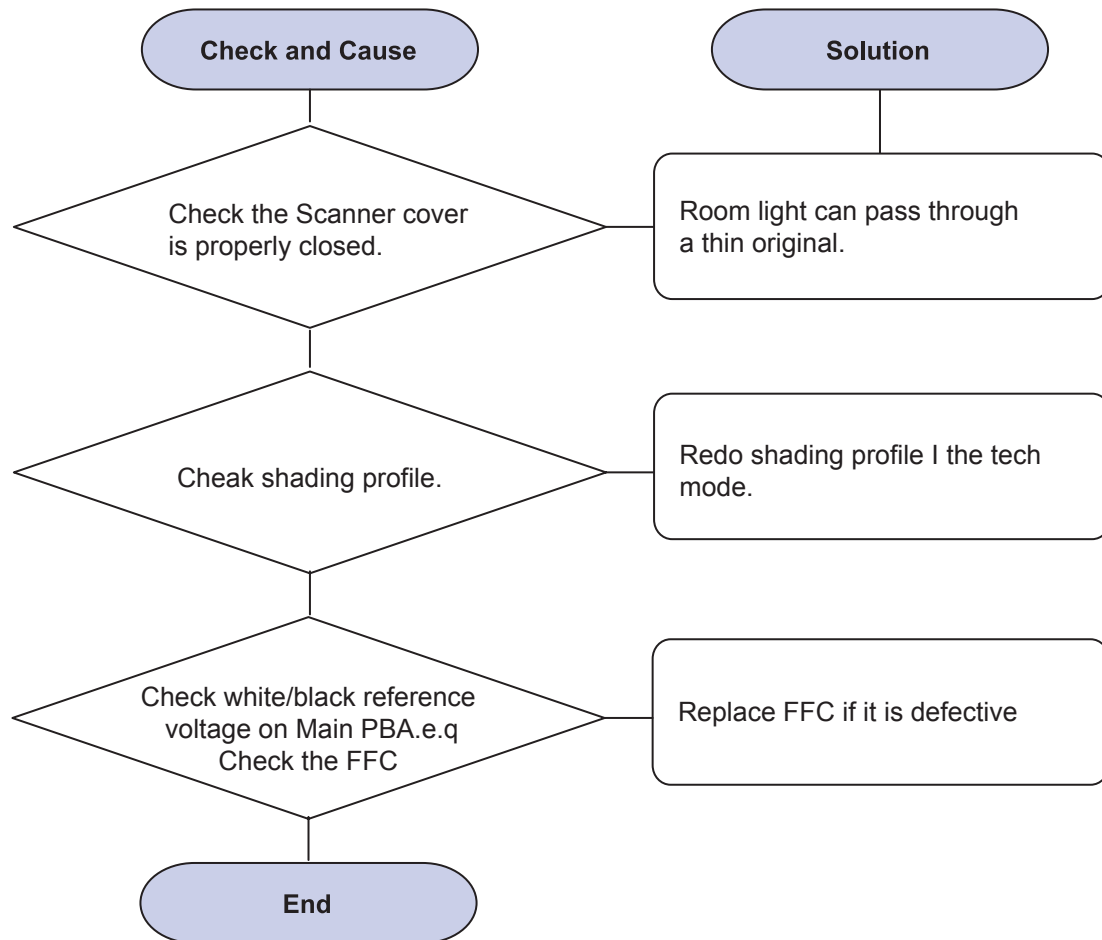 Check and Cause
Solution
Check the Scanner cover
is properly closed.
Room light can pass through
a thin original.
Cheak shading profile.
Redo shading profile I the tech
mode.
Check white/black reference
voltage on Main PBA.e.q
Check the FFC
Replace FFC if it is defective
End